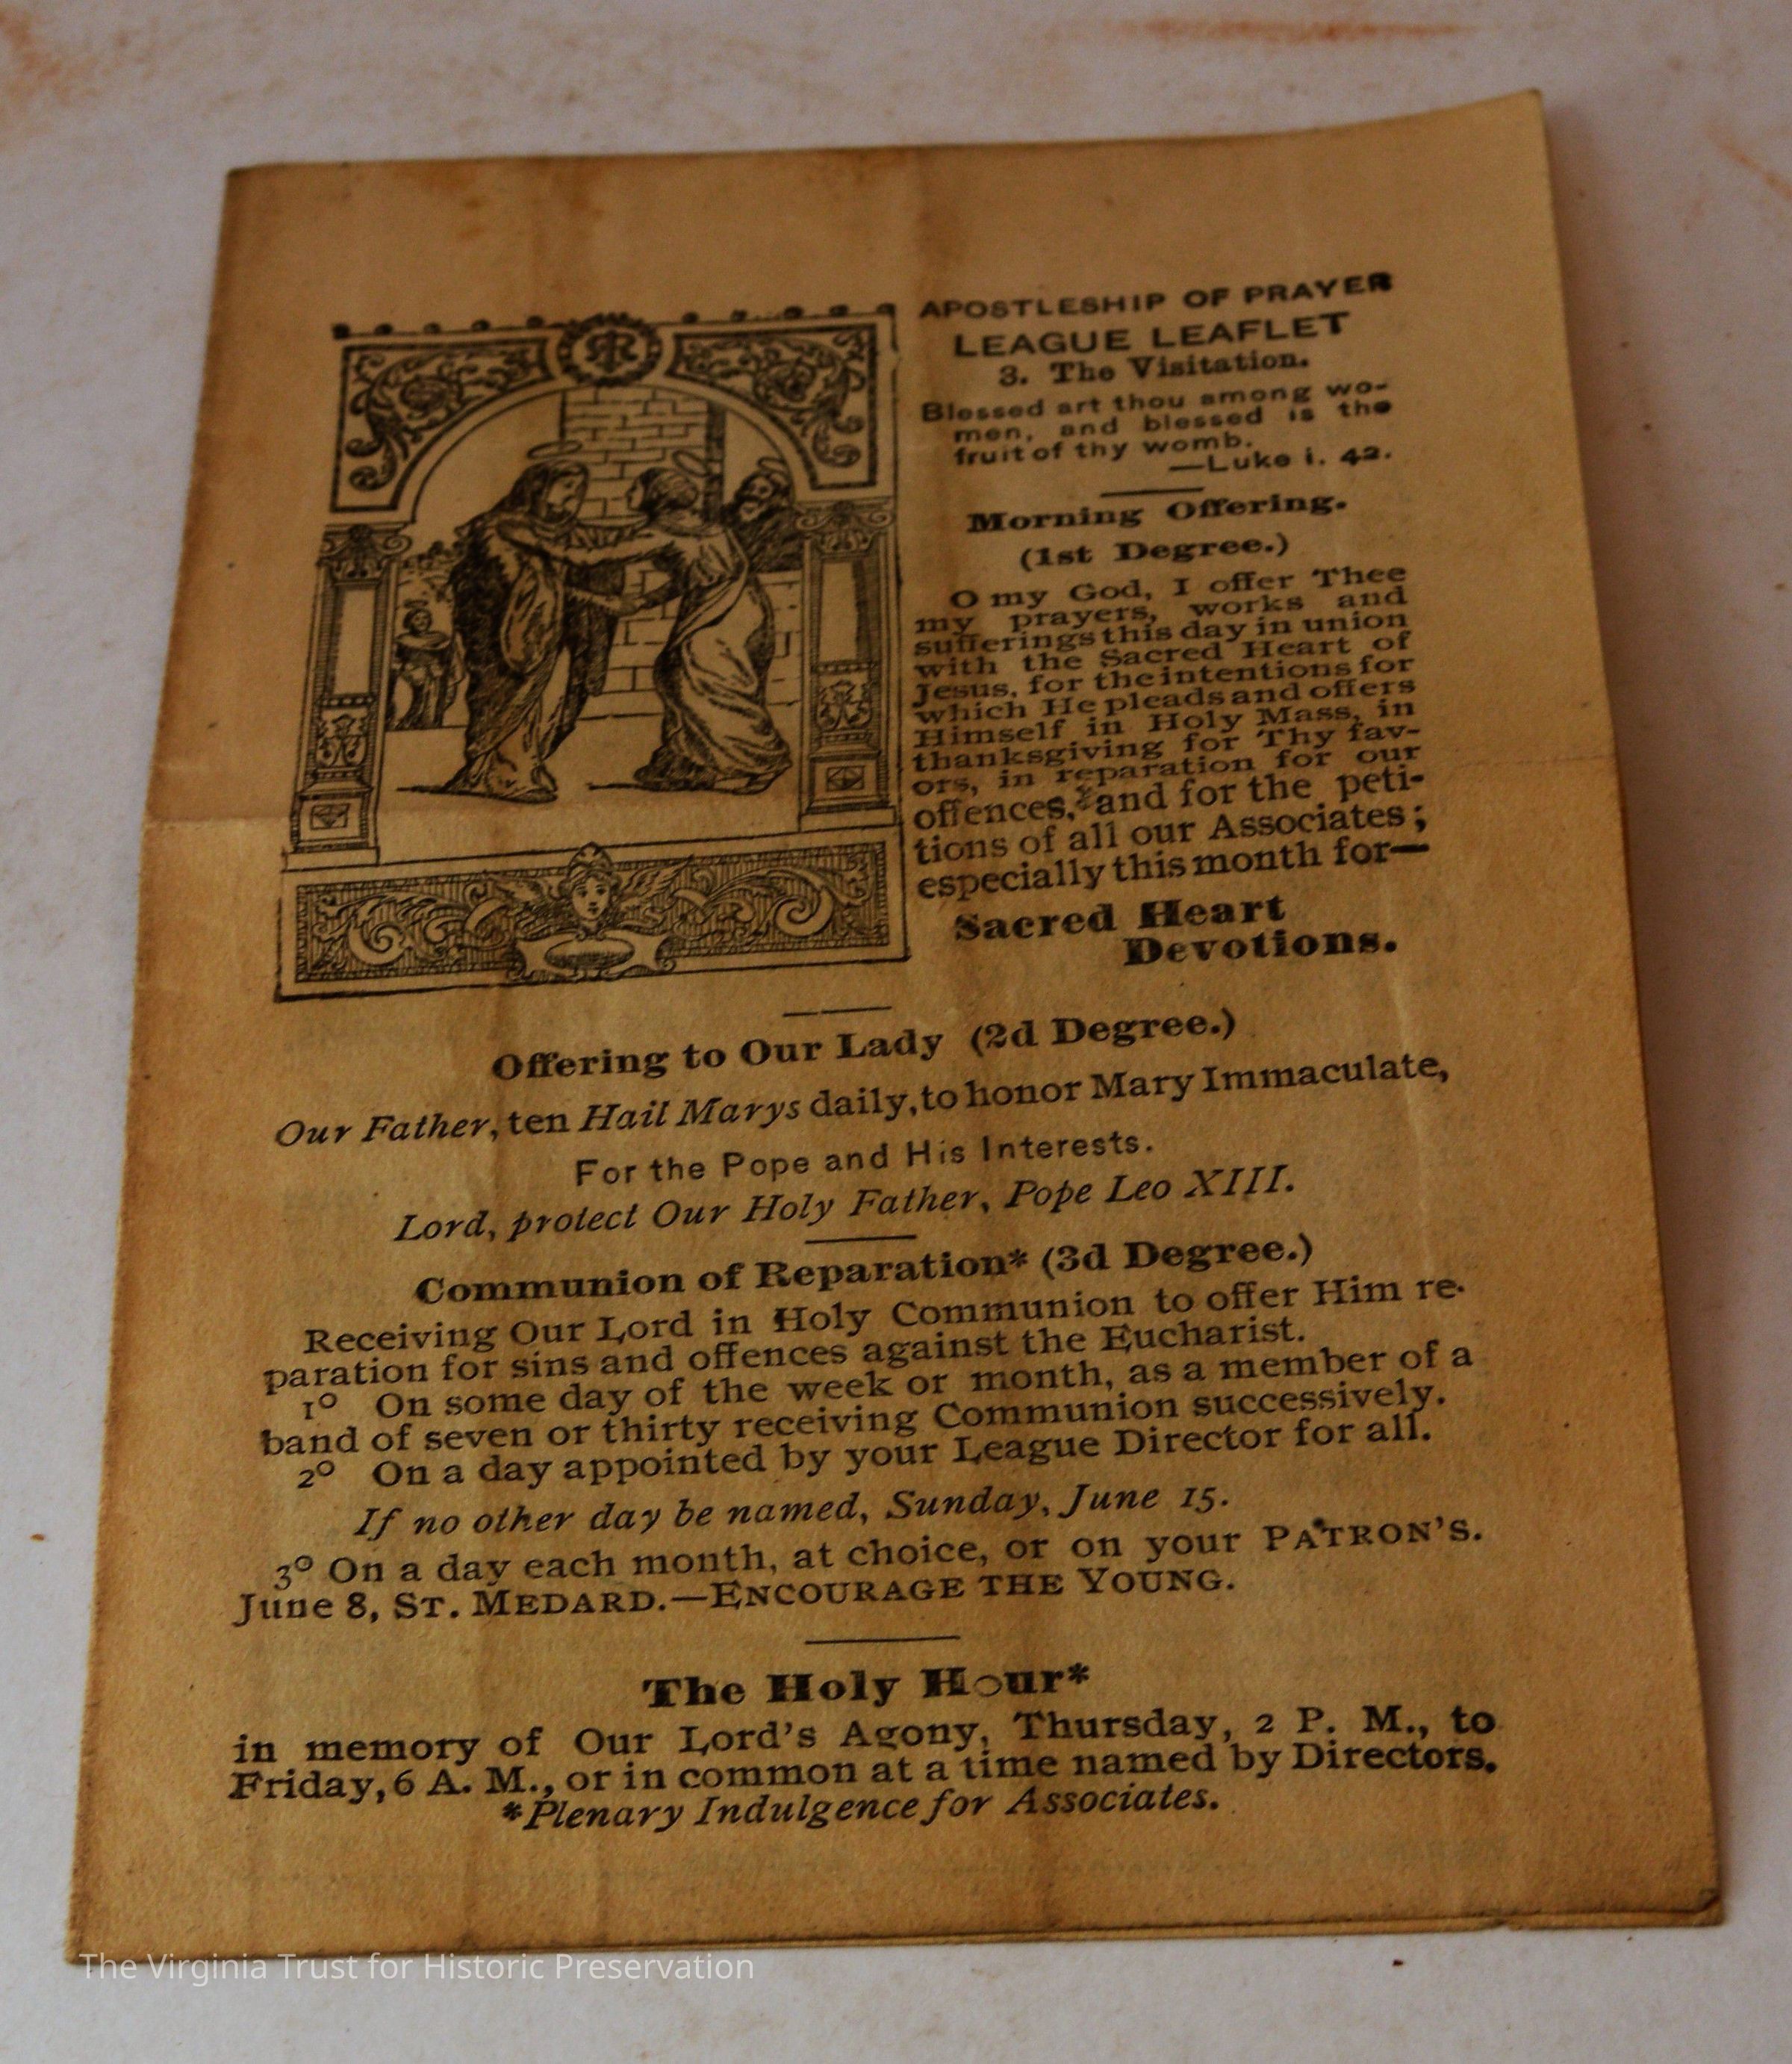 APOSTLESHIP OF PRAYER
LEAGUE LEAFLET
3. The Visitation.
Blessed art thou among wo-
men, and blessed is the
fruit of thy womb.
—Luke i. 42.
Morning Offering.
(1st Degree.)
O my God, I offer Thee
my prayers, works and
sufferings this day in union
with the Sacred Heart of
Jesus, for the intentions for
which He pleads and offers
Himself in Holy Mass, in
thanksgiving for Thy fav-
ors, in reparation for our
offences, and for the peti-
tions of all our Associates;
especially this month for—
Sacred Heart
Devotions.
Offering to Our Lady (2d Degree.)
Our Father, ten Hail Marys daily, to honor Mary Immaculate,
For the Pope and His Interests.
Lord, protect Our Holy Father, Pope Leo XIII.
Communion of Reparation* (3d Degree.)
Receiving Our Lord in Holy Communion to offer Him re-
paration for sins and offences against the Eucharist.
1° On some day of the week or month, as a member of a
band of seven or thirty receiving Communion successively.
2° On a day appointed by your League Director for all.
If no other day be named, Sunday, June 15.
3° On a day each month, at choice, or on your PATRON'S.
June 8, ST. MEDARD.—ENCOURAGE THE YOUNG.
The Holy Hour*
in memory of Our Lord's Agony, Thursday, 2 P. M., to
Friday, 6 A. M., or in common at a time named by Directors.
*Plenary Indulgence for Associates.
The Virginia Trust for Historic Preservation